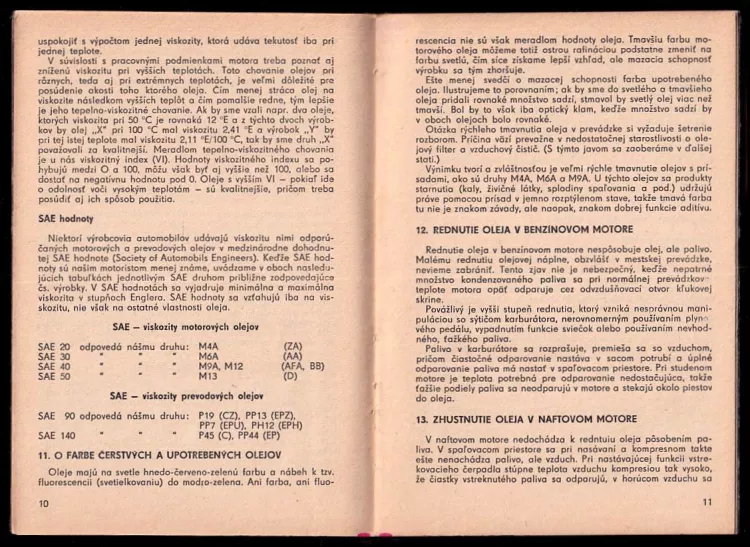 uspokojiť s výpočtom jednej viskozity, ktorá udáva tekutosť iba pri
jednej teplote.
V súvislosti s pracovnými podmienkami motora treba poznať aj
zníženú viskozitu pri vyšších teplotách. Toto chovanie olejov pri
rôznych, teda aj pri extrémnych teplotách, je veľmi dôležité pre
posúdenie akosti toho ktorého oleja. Čím menej stráca olej na
viskozite následkom vyšších teplôt a čím pomalšie redne, tým lepšie
je jeho tepelno-viskozitné chovanie. Ak by sme vzali napr. dva oleje,
ktorých viskozita pri 50 °C je rovnaká 12 °E a z týchto dvoch výrob-
kov by olej „X" pri 100 °C mal viskozitu 2,41 °E a výrobok „Y" by
pri tej istej teplote mal viskozitu 2,11 °E/100 °C, tak by sme druh „X"
považovali za kvalitnejší. Meradlom tepelno-viskozitného chovania
je u nás viskozitný index (VI). Hodnoty viskozitného indexu sa po-
hybujú medzi O a 100, môžu však byť aj vyššie než 100, alebo sa
dostať na negatívnu hodnotu pod 0. Oleje s vyšším VI – pokiaľ ide
o odolnosť voči vysokým teplotám – sú kvalitnejšie, pričom treba
posúdiť aj ich spôsob použitia.
SAE hodnoty
Niektorí výrobcovia automobilov udávajú viskozitu nimi odporú-
čaných motorových a prevodových olejov v medzinárodne dohodnu-
tej SAE hodnote (Society of Automobils Engineers). Keďže SAE hod-
noty sú našim motoristom menej známe, uvádzame v oboch nasledu-
júcich tabuľkách jednotlivým SAE druhom približne zodpovedajúce
čs. výrobky. V SAE hodnotách sa vyjadruje minimálna a maximálna
viskozita v stupňoch Englera. SAE hodnoty sa vzťahujú iba na vis-
kozitu, nie však na ostatné vlastnosti oleja.
SAE – viskozity motorových olejov
SAE 20 odpovedá nášmu druhu: M4A (ZA)
SAE 30 " " " M6A (AA)
SAE 40 " " " M9A, M12 (AFA, BB)
SAE 50 " " " M13 (D)
SAE – viskozity prevodových olejov
SAE 90 odpovedá nášmu druhu: P19 (CZ), PP13 (EPZ),
PP7 (EPU), PH12 (EPH)
SAE 140 " " " P45 (C), PP44 (EP)
11. O FARBE ČERSTVÝCH A UPOTREBENÝCH OLEJOV
Oleje majú na svetle hnedo-červeno-zelenú farbu a nábeh k tzv.
fluorescencii (svetielkovaniu) do modro-zelena. Ani farba, ani fluo-
10
rescencia nie sú však meradlom hodnoty oleja. Tmavšiu farbu mo-
torového oleja môžeme totiž ostrou rafináciou podstatne zmeniť na
farbu svetlú, čím síce získame lepší vzhľad, ale mazacia schopnosť
výrobku sa tým zhoršuje.
Ešte menej svedčí o mazacej schopnosti farba upotrebeného
oleja. Ilustrujeme to porovnaním; ak by sme do svetlého a tmavšieho
oleja pridali rovnaké množstvo sadzí, stmavol by svetlý olej viac než
tmavší. Bol by to však iba optický klam, keďže množstvo sadzí by
v oboch olejoch bolo rovnaké.
Otázka rýchleho tmavnutia oleja v prevádzke si vyžaduje šetrenie
rozborom. Príčina väzí prevažne v nedostatočnej starostlivosti o ole-
jový filter a vzduchový čistič. (S týmto javom sa zaoberáme v ďalšej
stati.)
Výnimku tvorí a zvláštnosťou je veľmi rýchle tmovnutie olejov s prí-
sadami, ako sú druhy M4A, M6A a M9A. U týchto olejov sa produkty
starnutia (kaly, živičné látky, splodiny spaľovania a pod.) udržujú
práve pomocou prísad v jemno rozptýlenom stave, takže tmavá farba
tu nie je znakom závady, ale naopak, znakom dobrej funkcie aditívu.
12. REDNUTIE OLEJA V BENZÍNOVOM MOTORE
Rednutie oleja v benzínovom motore nespôsobuje olej, ale palivo.
Malému rednutiu olejovej náplne, obzvlášť v mestskej prevádzke,
nevieme zabrániť. Tento zjav nie je nebezpečný, keďže nepatrné
množstvo kondenzovaného paliva sa pri normálnej prevádzkov-
teplote motora opäť odparuje cez odvzdušňovací otvor kľukovej
skrine.
Povážlivý je vyšší stupeň rednutia, ktorý vzniká nesprávnou mani-
puláciou so sýtičom karburátora, nerovnomerným používaním plyno-
vého pedálu, vypadnutím funkcie sviečok alebo používaním nevhod-
ného, ťažkého paliva.
Palivo v karburátore sa rozprašuje, premieša sa so vzduchom,
pričom čiastočné odparovanie nastáva v sacom potrubí a úplné
odparovanie paliva má nastať v spaľovacom priestore. Pri studenom
motore je teplota potrebná pre odparovanie nedostačujúca, takže
ťažšie podiely paliva sa neodparujú v motore a stekajú okolo piestov
do oleja.
13. ZHUSTNUTIE OLEJA V NAFTOVOM MOTORE
V naftovom motore nedochádza k redntuiu oleja pôsobením pa-
liva. V spaľovacom priestore sa pri nasávaní a kompresnom takte
ešte nenachádza palivo, ale vzduch. Pri nastávajúcej funkcii vstre-
kovacieho čerpadla stúpne teplota vzduchu kompresiou tak vysoko,
že čiastky vstreknutého paliva sa odparujú, v horúcom vzduchu sa
11